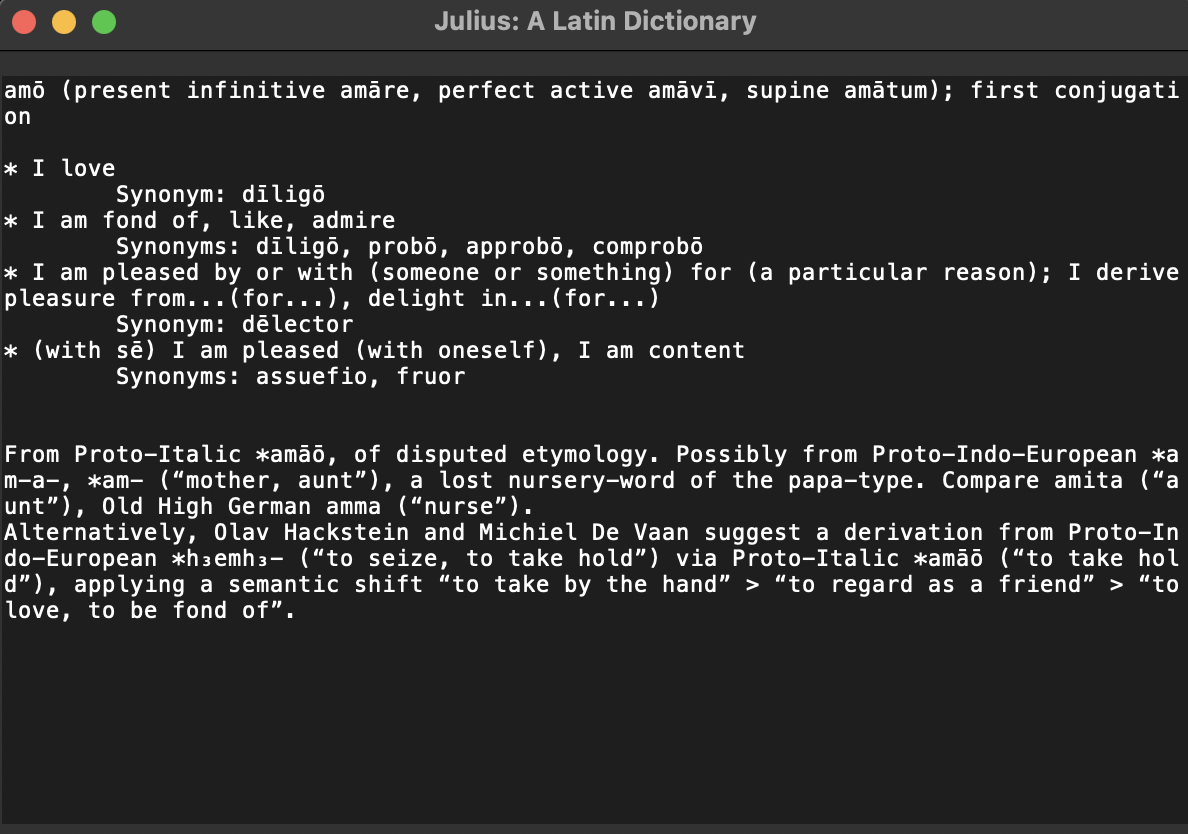 Julius: A Latin Dictionary
amō (present infinitive amāre, perfect active amāvī, supine amātum); first conjugati
on
* I love
Synonym: dīligō
* I am fond of, like, admire
Synonyms: dīligō, probō, approbō, comprobō
* I am pleased by or with (someone or something) for (a particular reason); I derive
pleasure from...(for...), delight in...(for...)
Synonym: dēlector
* (with sē) I am pleased (with oneself), I am content
Synonyms: assuefio, fruor
From Proto-Italic *amāō, of disputed etymology. Possibly from Proto-Indo-European *a
m-a-, *am- (“mother, aunt”), a lost nursery-word of the papa-type. Compare amita (“a
unt”), Old High German amma (“nurse”).
Alternatively, Olav Hackstein and Michiel De Vaan suggest a derivation from Proto-In
do-European *h₃emh₃- (“to seize, to take hold”) via Proto-Italic *amāō (“to take hol
d”), applying a semantic shift “to take by the hand” > “to regard as a friend” > “to
love, to be fond of”.